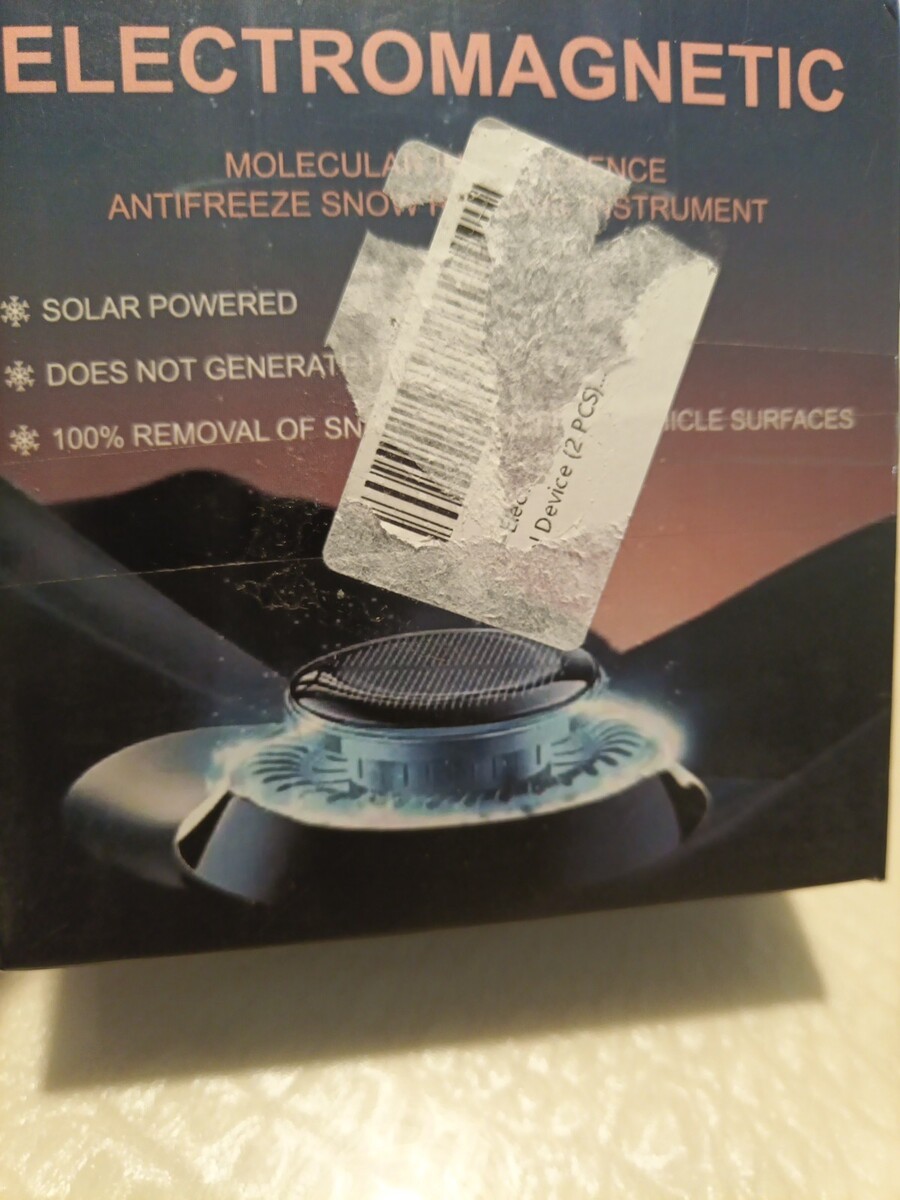 ELECTROMAGNETIC
MOLECULA
ANTIFREEZE SNOW INSTRUMENT
SOLAR POWERED
DOES NOT GENERAT
100% REMOVAL OF SN ICLE SURFACES
Elec
l Device (2 PCS)...